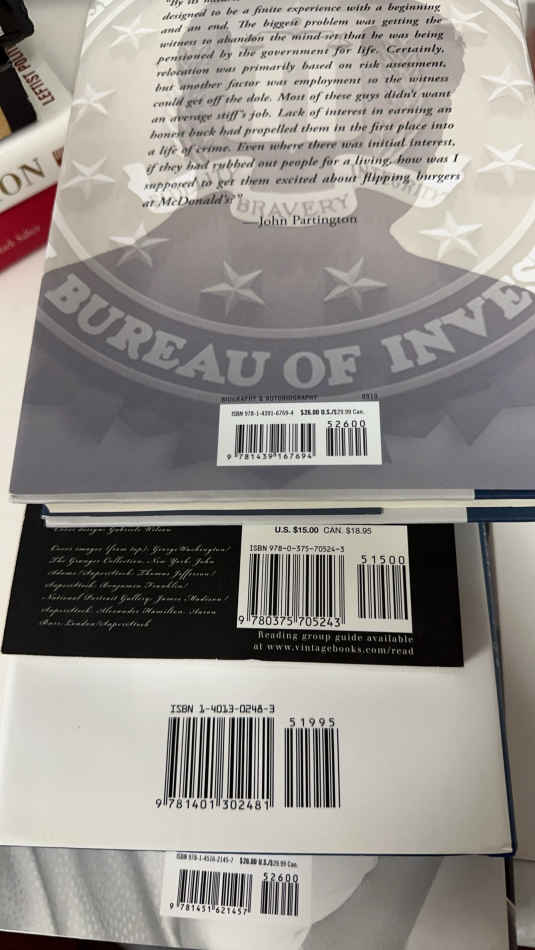 "By its
designed to be a finite experience with a beginning
and an end. The biggest problem was getting the
witness to abandon the mind-set that he was being
pensioned by the government for life. Certainly,
relocation was primarily based on risk assessment,
but another factor was employment so the witness
could get off the dole. Most of these guys didn't want
an average stiff's job. Lack of interest in earning an
honest buck had propelled them in the first place into
a life of crime. Even where there was initial interest,
if they had rubbed out people for a living, how was I
supposed to get them excited about flipping burgers
at McDonald's?"
—John Partington
BRAVERY
INTEGRITY
BUREAU OF INVES
LEFTIST POLIT
ON
BIOGRAPHY & AUTOBIOGRAPHY 0910
ISBN 978-1-4391-6769-4 $26.00 U.S./$29.99 Can.
52600
9 781439 167694
Cover design: Gabriele Wilson
Cover images (from top): George Washington/
The Granger Collection, New York; John
Adams/Superstock; Thomas Jefferson/
Superstock; Benjamin Franklin/
National Portrait Gallery; James Madison/
Superstock; Alexander Hamilton; Aaron
Burr, London/Superstock
U.S. $15.00 CAN. $18.95
ISBN 978-0-375-70524-3
51500
9 780375 705243
Reading group guide available
at www.vintagebooks.com/read
ISBN 1-4013-0248-3
51995
9 781401 302481
ISBN 978-1-4516-2145-7 $26.00 U.S./$29.99 Can.
52600
9 781451 621457